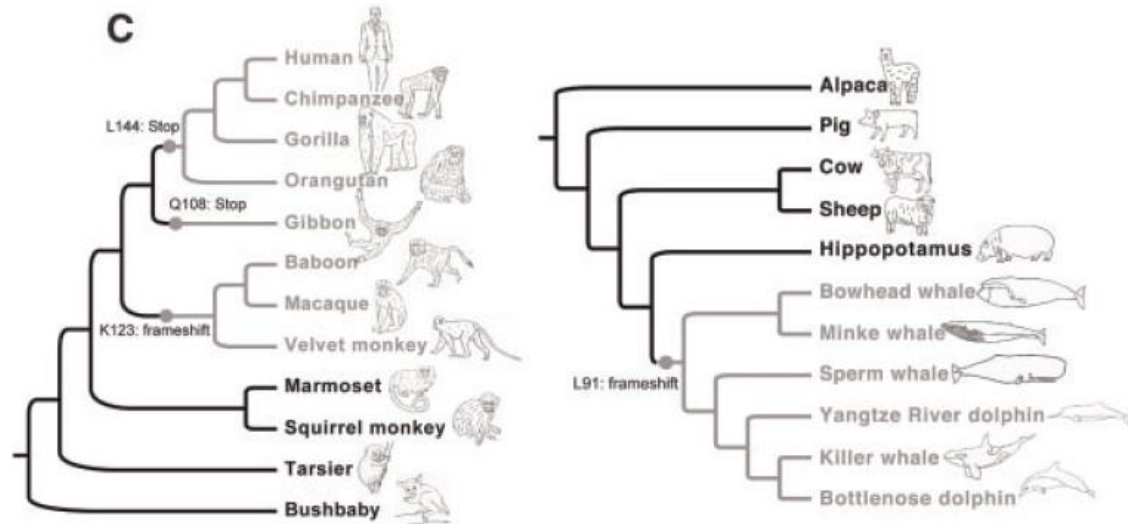 C
Human
Chimpanzee
L144: Stop
Gorilla
Orangutan
Q108: Stop
Gibbon
Baboon
Macaque
K123: frameshift
Velvet monkey
Marmoset
Squirrel monkey
Tarsier
Bushbaby
Alpaca
Pig
Cow
Sheep
Hippopotamus
Bowhead whale
Minke whale
L91: frameshift
Sperm whale
Yangtze River dolphin
Killer whale
Bottlenose dolphin